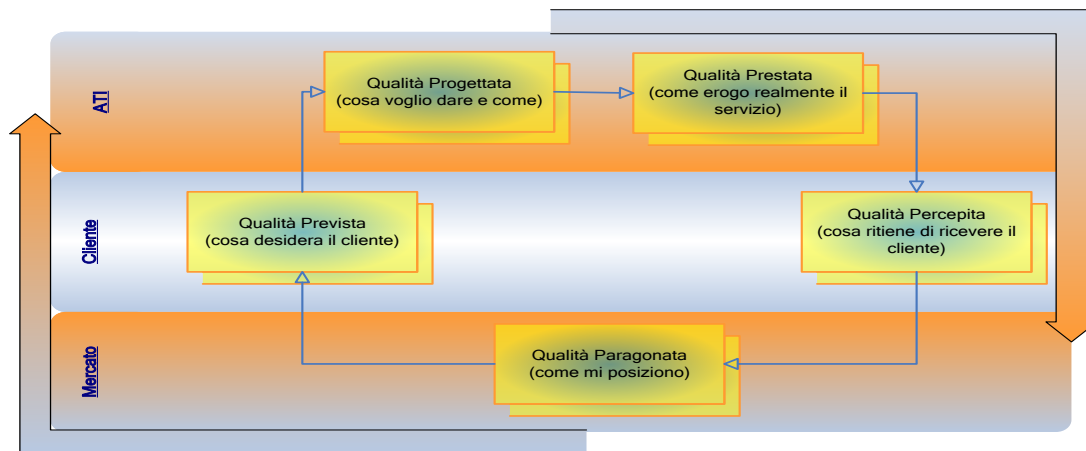 ATI
Qualità Progettata
(cosa voglio dare e come)
Qualità Prestata
(come erogo realmente il
servizio)
Cliente
Qualità Prevista
(cosa desidera il cliente)
Qualità Percepita
(cosa ritiene di ricevere il
cliente)
Mercato
Qualità Paragonata
(come mi posiziono)